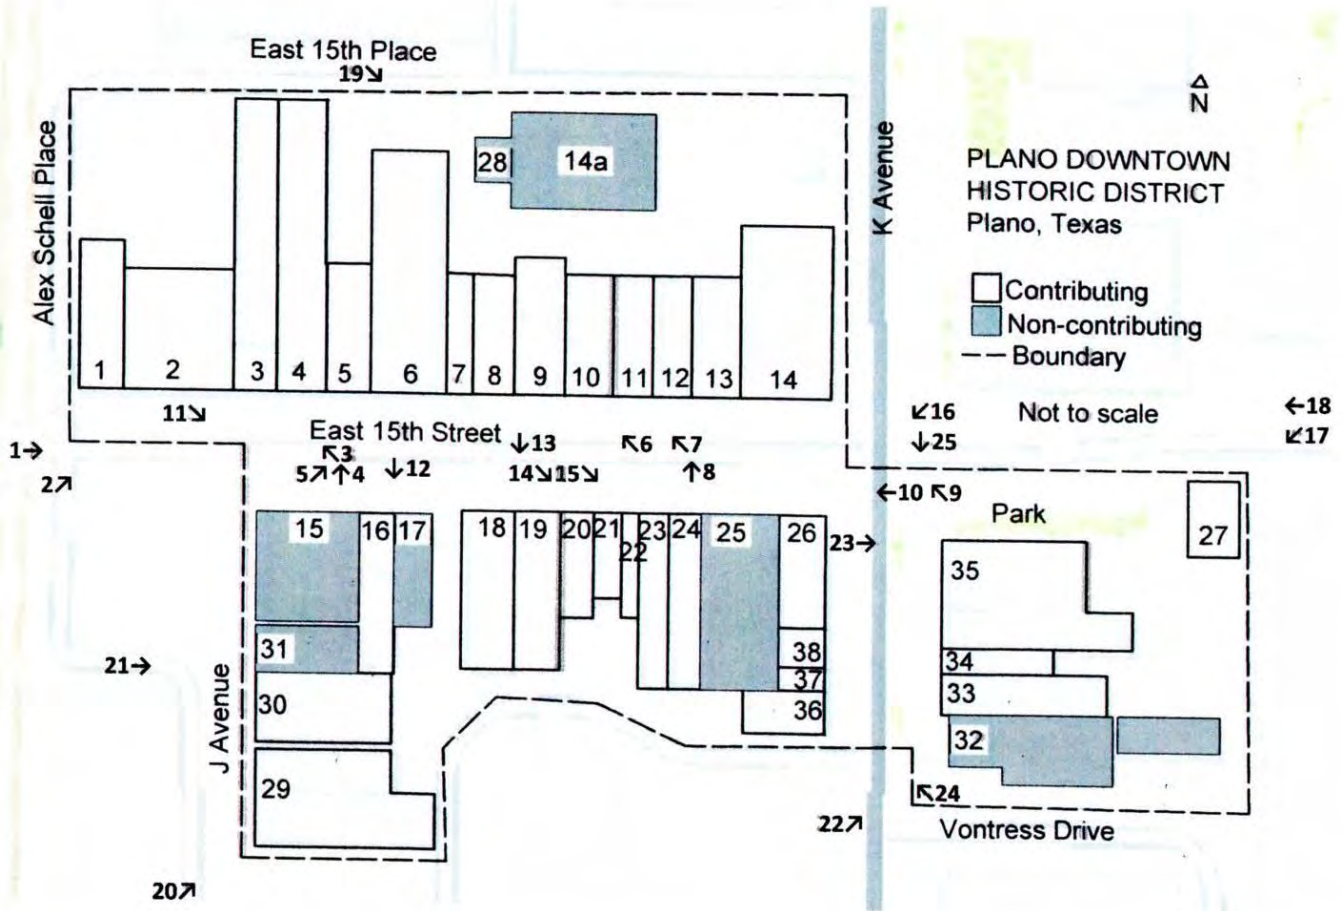 East 15th Place
19↘
N
Alex Schell Place
K Avenue
PLANO DOWNTOWN
HISTORIC DISTRICT
Plano, Texas
Contributing
Non-contributing
Boundary
Not to scale
28
14a
1 2 3 4 5 6 7 8 9 10 11 12 13 14
11↘
East 15th Street
1→
2↗
↖3
5↗ ↑4
↓12
↓13
14↘ 15↘
↖6 ↖7
↑8
↙16
↓25
←18
↙17
←10 ↖9
Park
15 16 17 18 19 20 21 22 23 24 25 26
23→
27
35
31
21→
J Avenue
30
29
38
37
36
34
33
32
↖24
22↗
Vontress Drive
20↗